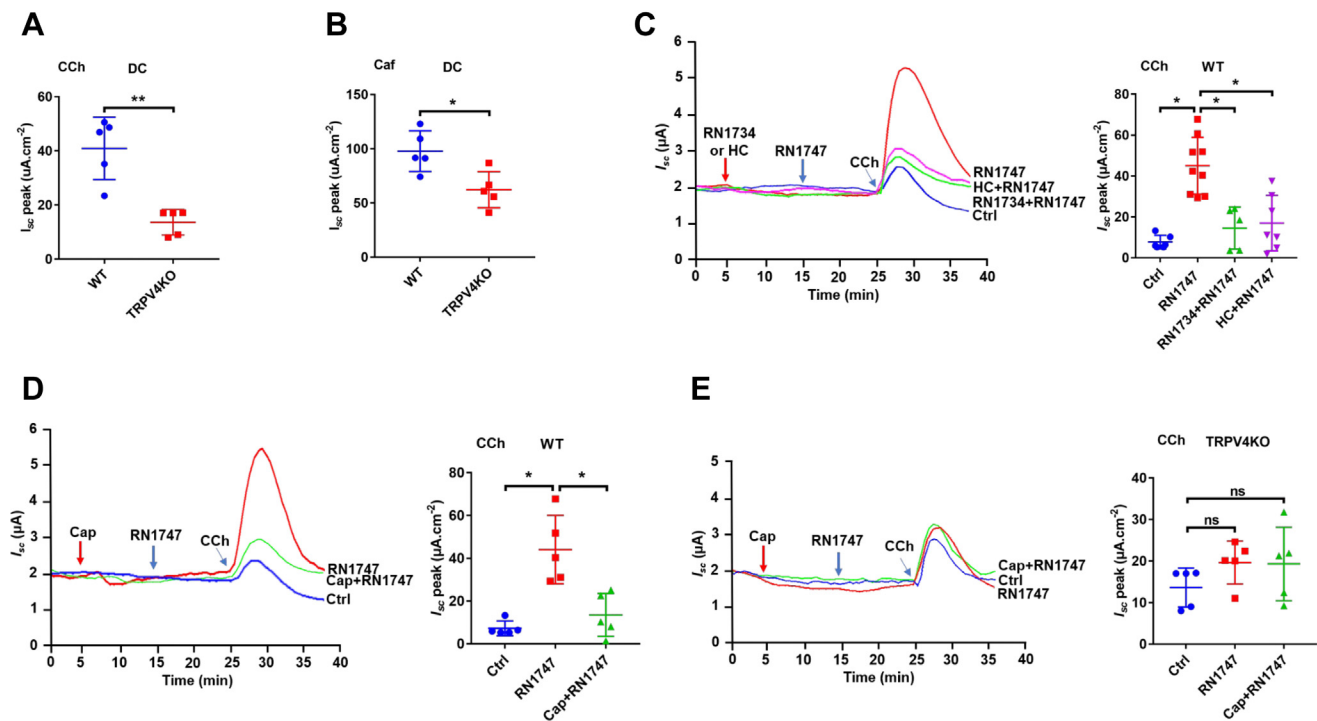 A
CCh DC
I_sc peak (uA.cm⁻²)
60
40
20
0
**
WT
TRPV4KO
B
Caf DC
I_sc peak (uA.cm⁻²)
150
100
50
0
*
WT
TRPV4KO
C
I_sc (µA)
6
5
4
3
2
1
0
RN1734
or HC
RN1747
CCh
RN1747
HC+RN1747
RN1734+RN1747
Ctrl
0 5 10 15 20 25 30 35 40
Time (min)
CCh WT
I_sc peak (µA.cm⁻²)
80
60
40
20
0
* * *
Ctrl
RN1747
RN1734+RN1747
HC+RN1747
D
I_sc (µA)
6
5
4
3
2
1
0
Cap
RN1747
CCh
RN1747
Cap+RN1747
Ctrl
0 5 10 15 20 25 30 35 40
Time (min)
CCh WT
I_sc peak (µA.cm⁻²)
80
60
40
20
0
* *
Ctrl
RN1747
Cap+RN1747
E
I_sc (µA)
5
4
3
2
1
0
Cap
RN1747
CCh
Cap+RN1747
Ctrl
RN1747
0 5 10 15 20 25 30 35 40
Time (min)
CCh TRPV4KO
I_sc peak (µA.cm⁻²)
40
30
20
10
0
ns
ns
Ctrl
RN1747
Cap+RN1747